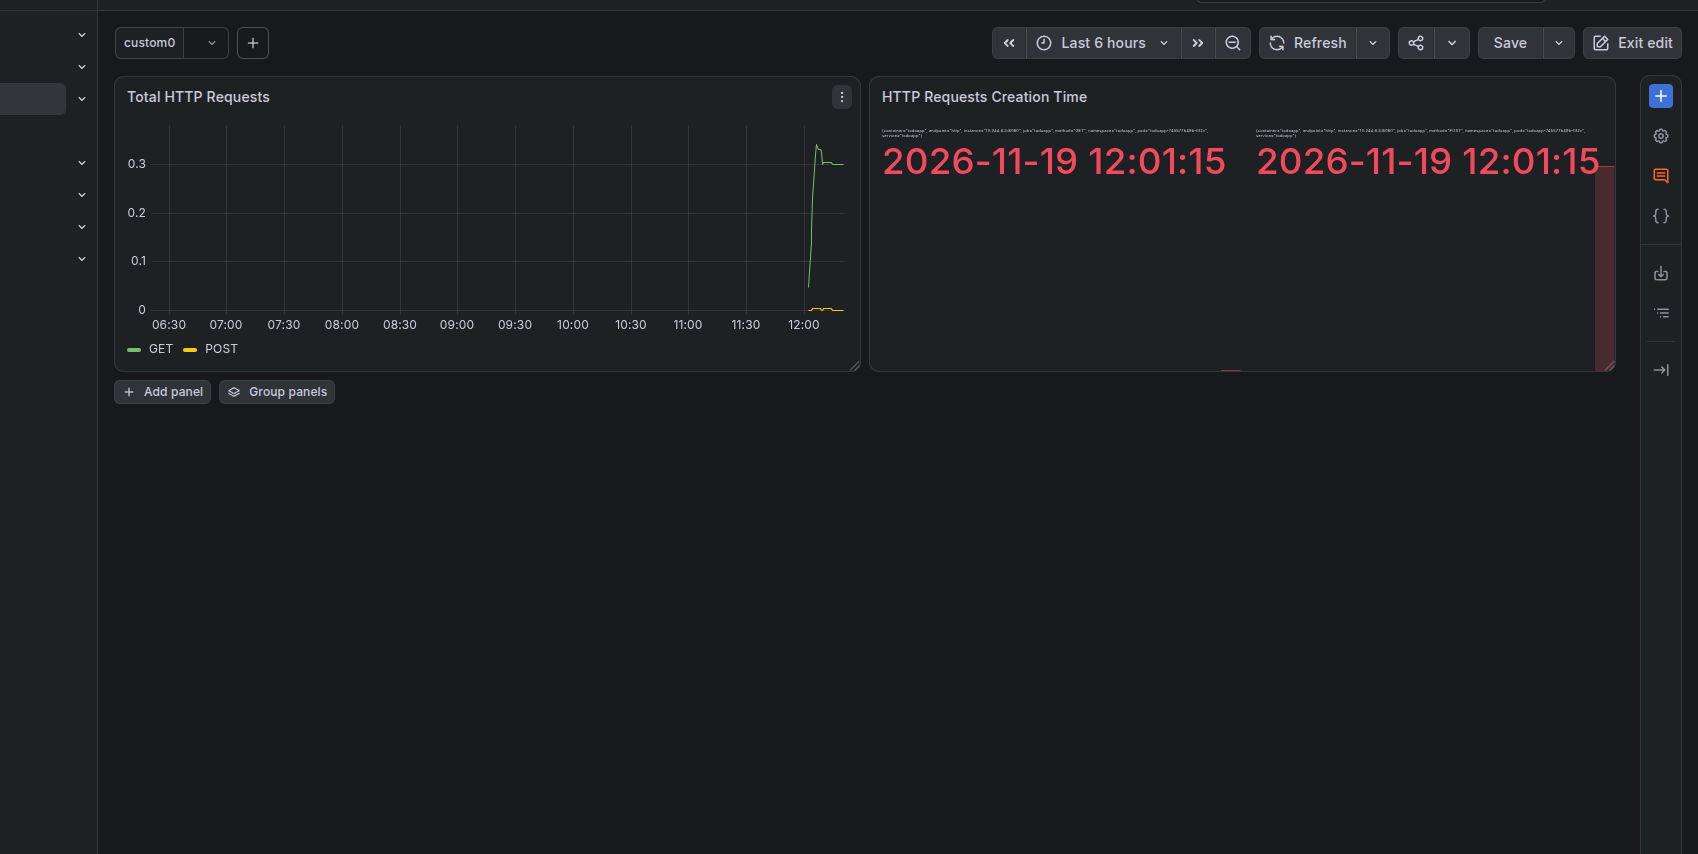 custom0
Last 6 hours
Refresh
Save
Exit edit
Total HTTP Requests
0.3
0.2
0.1
0
06:30 07:00 07:30 08:00 08:30 09:00 09:30 10:00 10:30 11:00 11:30 12:00
GET POST
HTTP Requests Creation Time
2026-11-19 12:01:15
2026-11-19 12:01:15
Add panel
Group panels